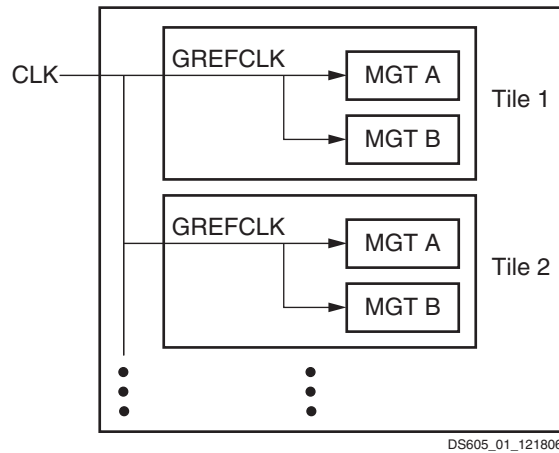 GREFCLK
CLK
MGT A
Tile 1
MGT B
GREFCLK
MGT A
Tile 2
MGT B
DS605_01_121806